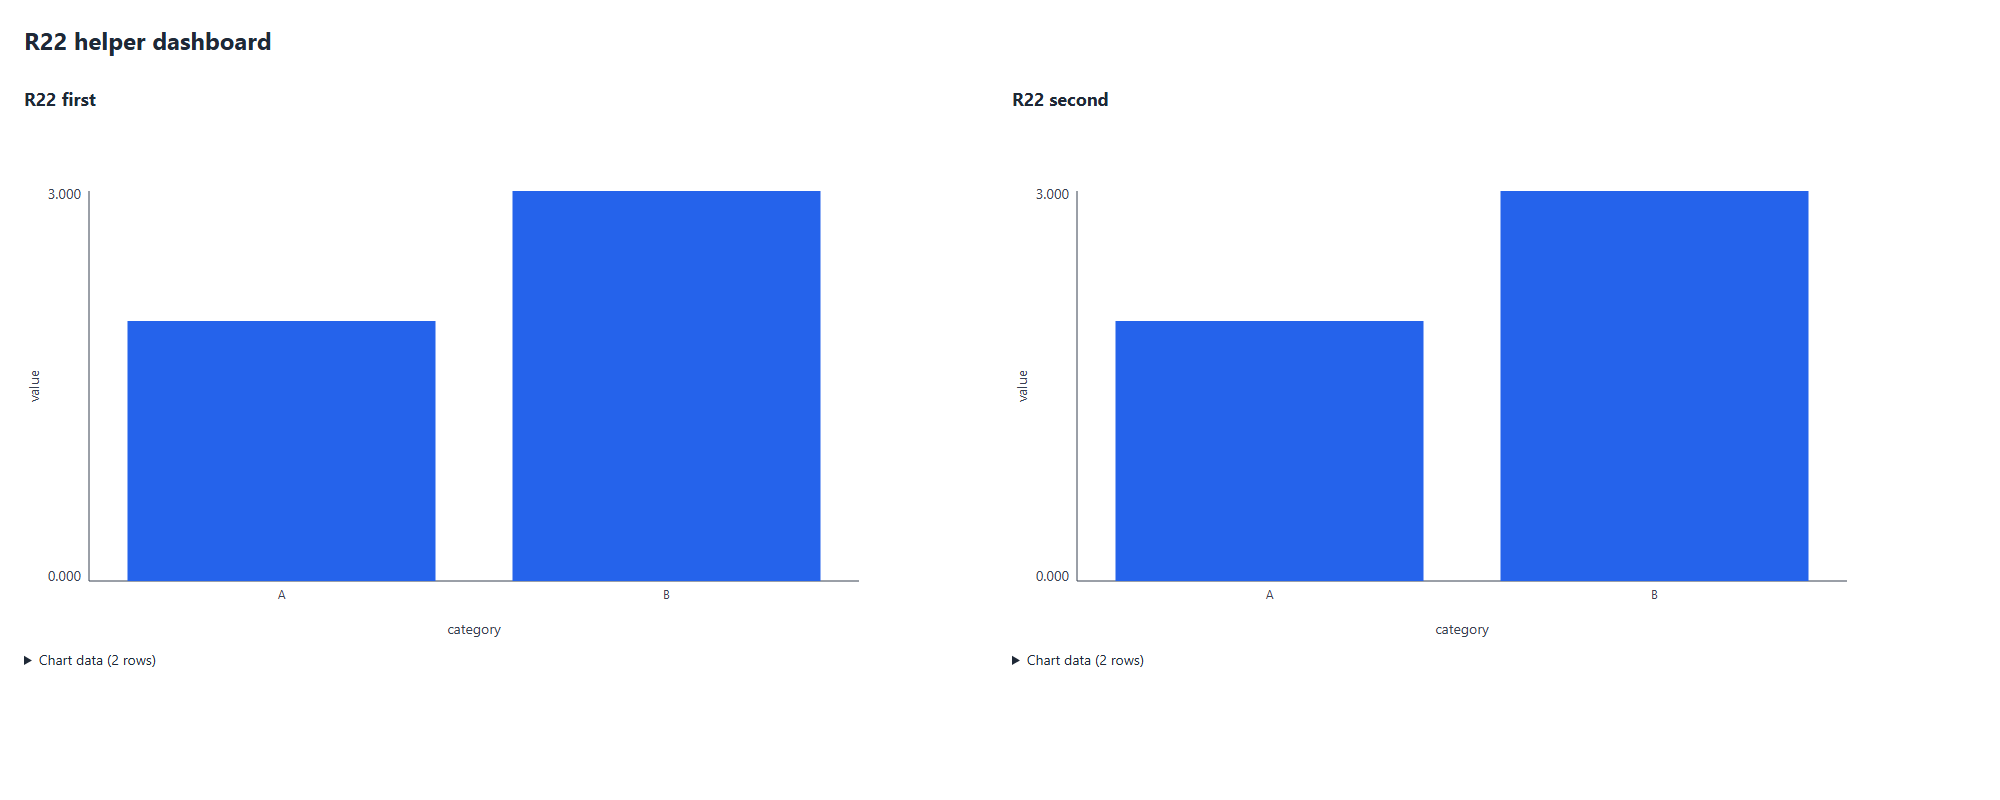 R22 helper dashboard
R22 first
3.000
value
0.000
A B
category
▶ Chart data (2 rows)
R22 second
3.000
value
0.000
A B
category
▶ Chart data (2 rows)